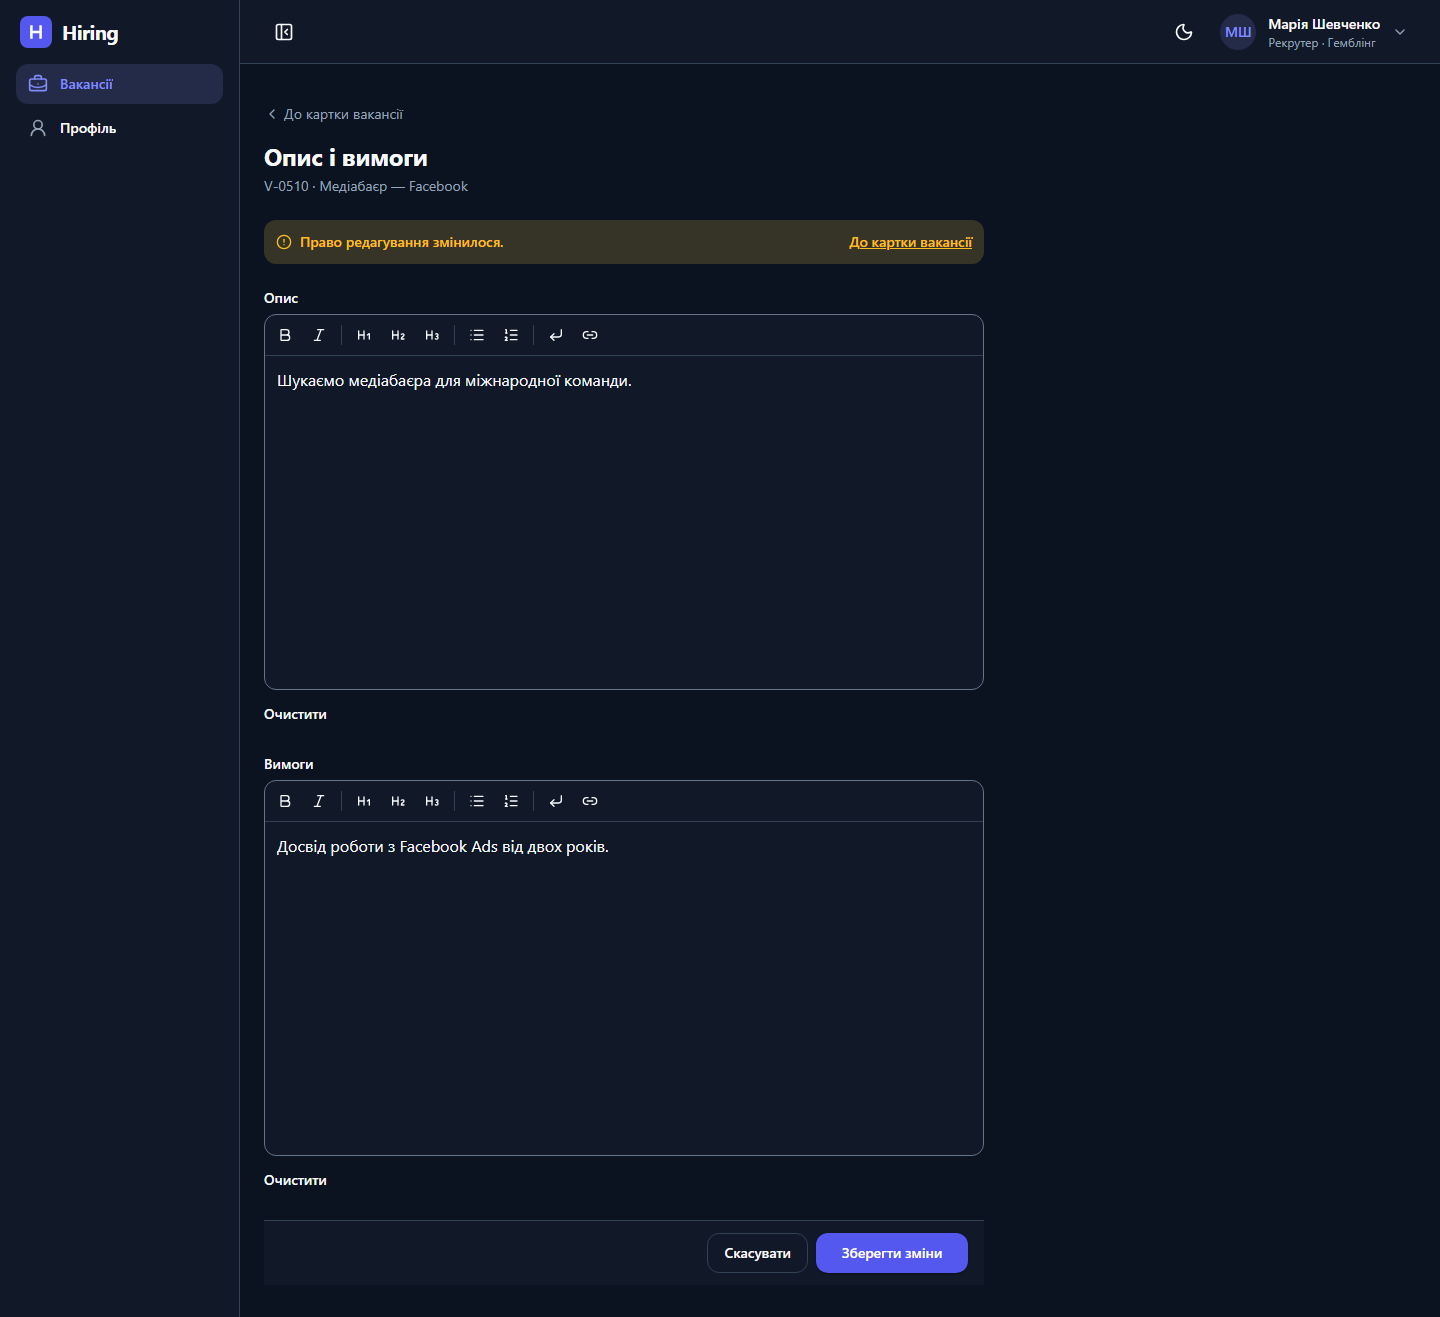 H Hiring
Вакансії
Профіль
МШ
Марія Шевченко
Рекрутер · Гемблінг
До картки вакансії
Опис і вимоги
V-0510 · Медіабаєр — Facebook
Право редагування змінилося.
До картки вакансії
Опис
B I H1 H2 H3
Шукаємо медіабаєра для міжнародної команди.
Очистити
Вимоги
B I H1 H2 H3
Досвід роботи з Facebook Ads від двох років.
Очистити
Скасувати
Зберегти зміни